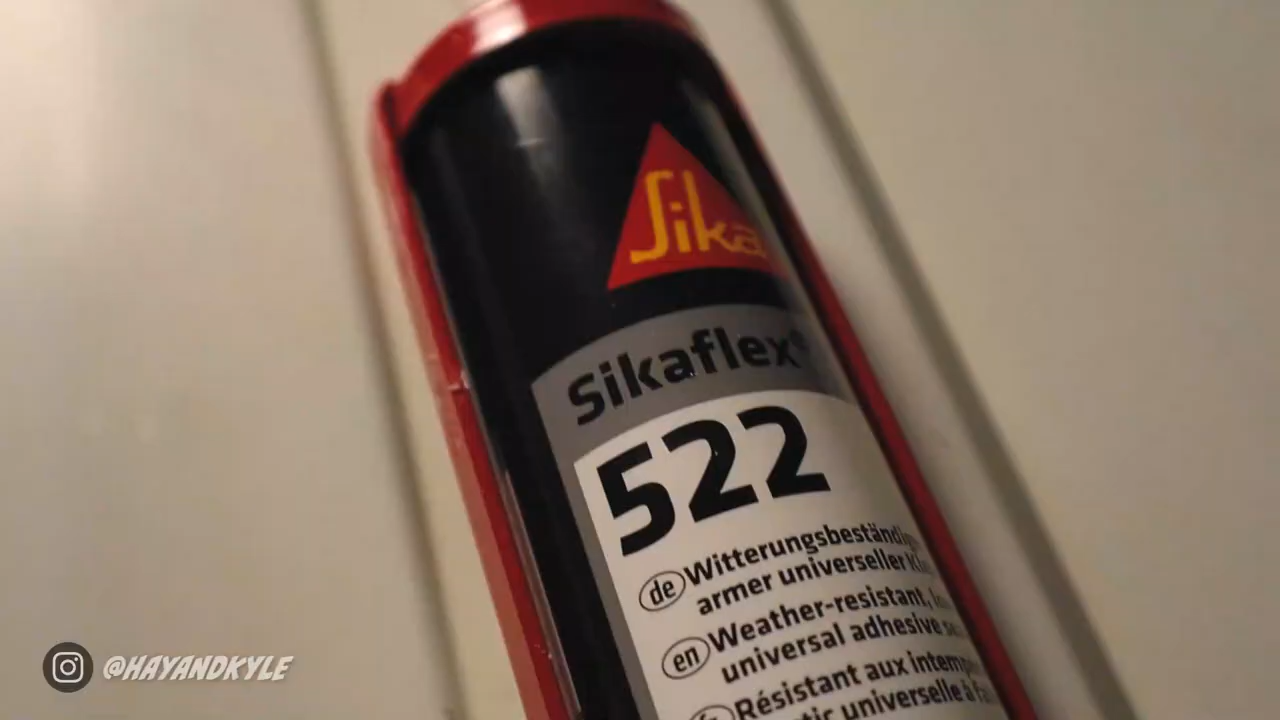 Sika
Sikaflex®
522
de Witterungsbeständig
armer universeller
en Weather-resistant,
universal adhesive
Résistant aux intemp
universelle à
@HAYANDKYLE